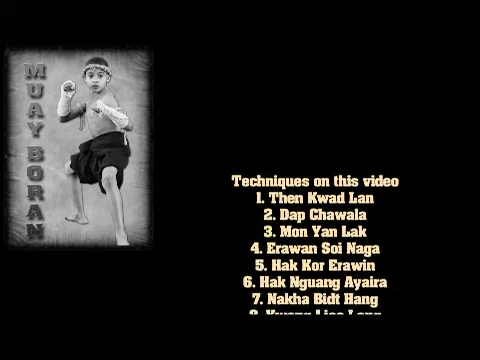 MUAY BORAN
Techniques on this video
1. Then Kwad Lan
2. Dap Chawala
3. Mon Yan Lak
4. Erawan Soi Naga
5. Hak Kor Erawin
6. Hak Nguang Ayaira
7. Nakha Bidt Hang